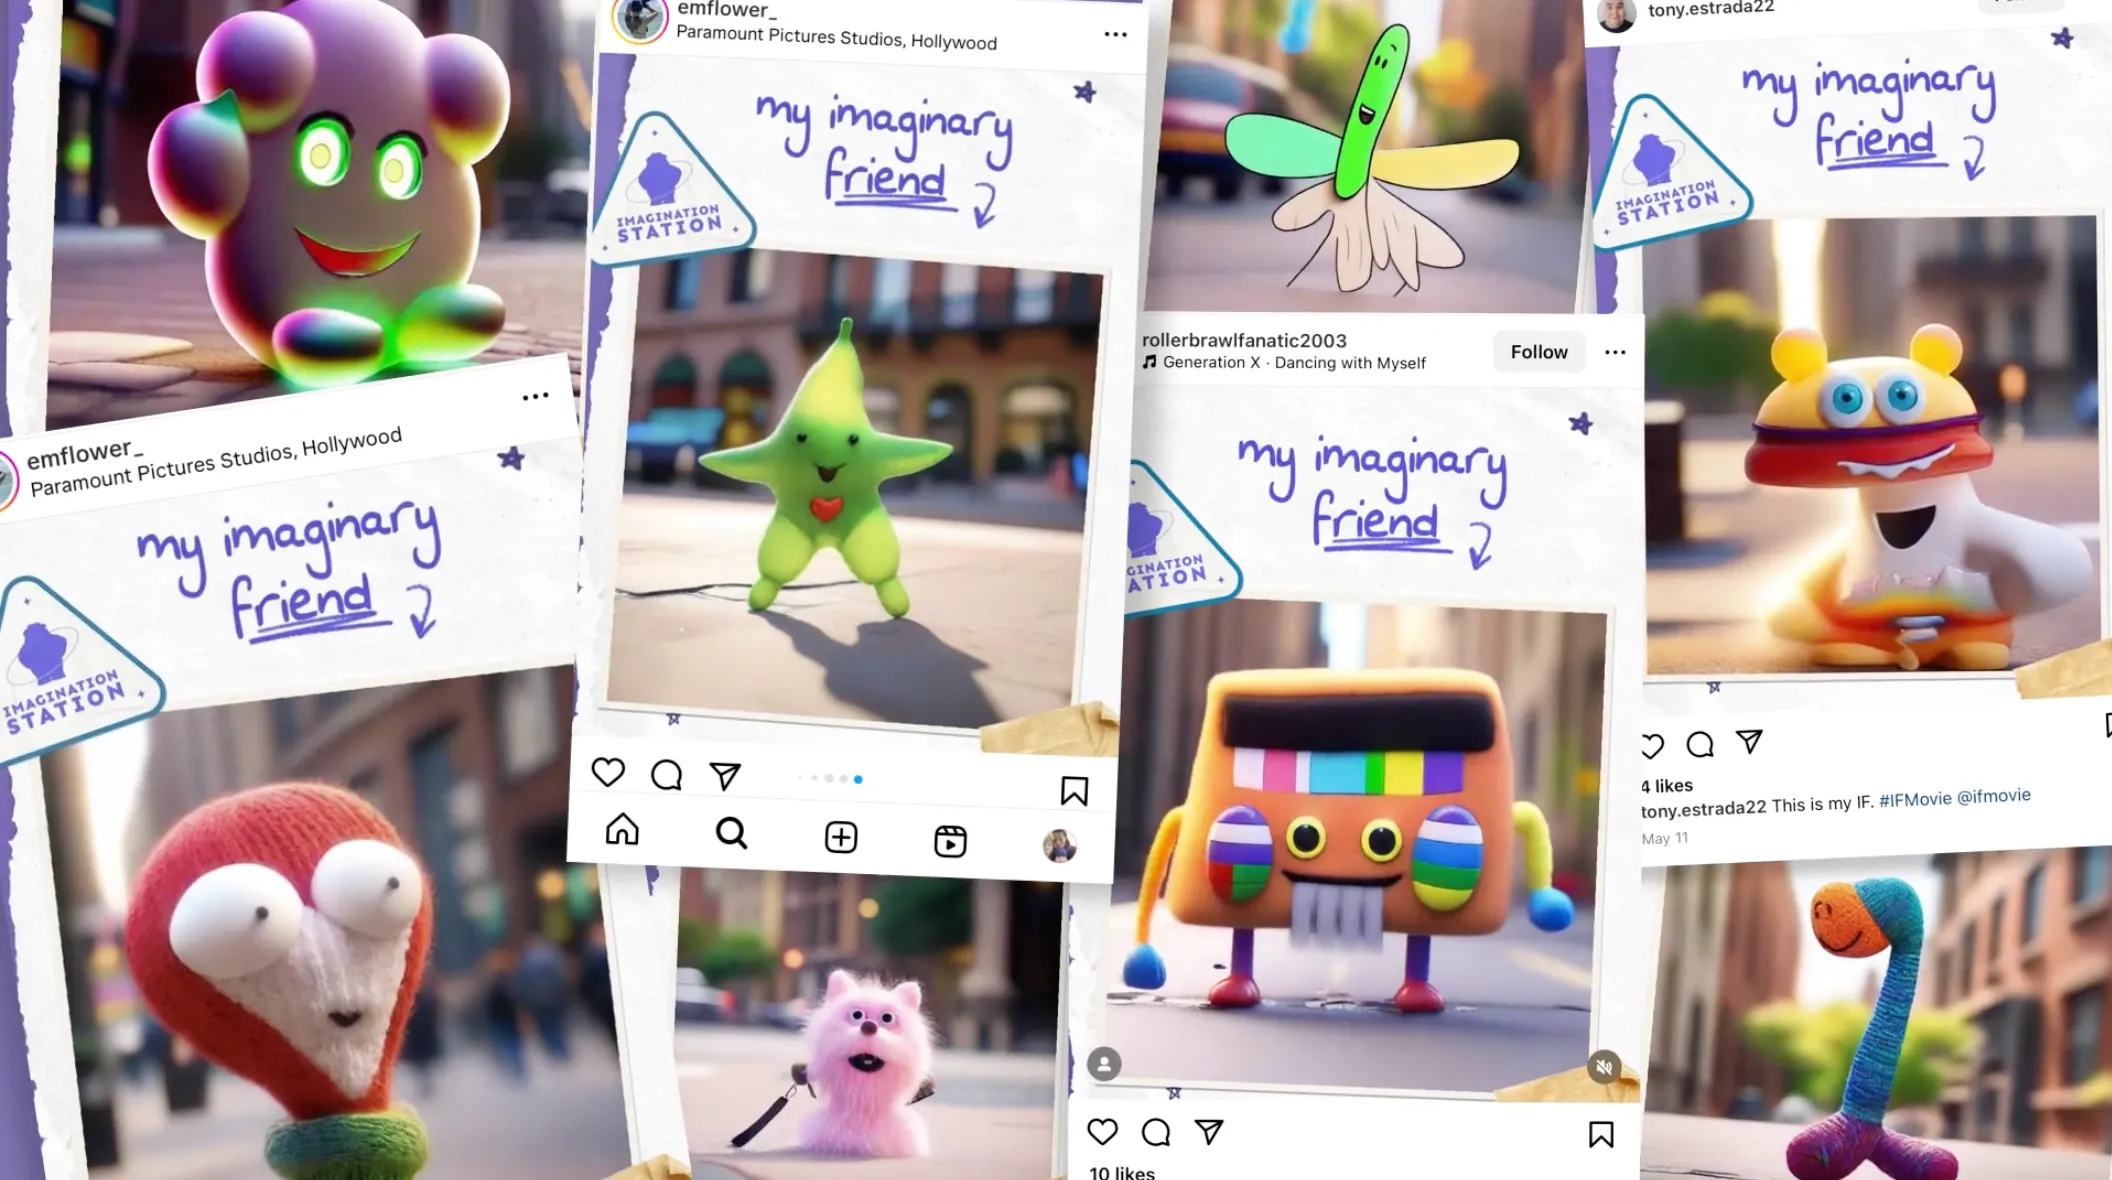 emflower_
Paramount Pictures Studios, Hollywood
my imaginary
friend
IMAGINATION
STATION
emflower_
Paramount Pictures Studios, Hollywood
my imaginary
friend
IMAGINATION
STATION
rollerbrawlfanatic2003
Generation X · Dancing with Myself
Follow
my imaginary
friend
GINATION
ATION
10 likes
tony.estrada22
my imaginary
friend
IMAGINATION
STATION
4 likes
tony.estrada22 This is my IF. #IFMovie @ifmovie
May 11